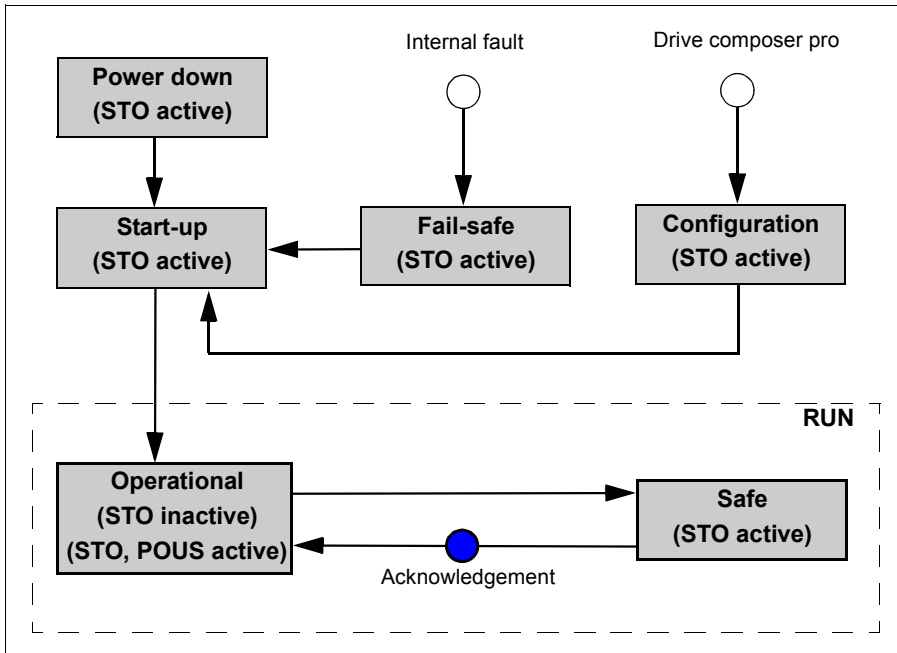 Internal fault
Drive composer pro
Power down
(STO active)
Start-up
(STO active)
Fail-safe
(STO active)
Configuration
(STO active)
RUN
Operational
(STO inactive)
(STO, POUS active)
Safe
(STO active)
Acknowledgement